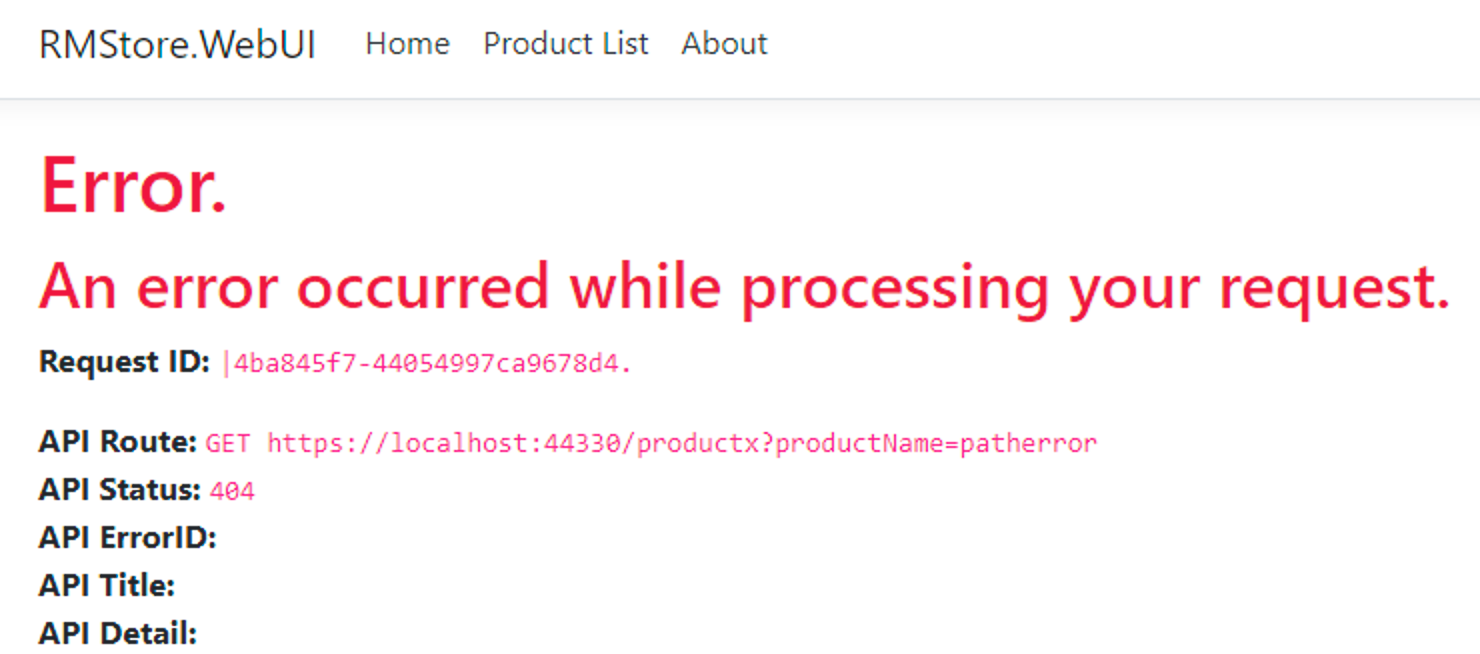 RMStore.WebUI Home Product List About
Error.
An error occurred while processing your request.
Request ID: |4ba845f7-44054997ca9678d4.
API Route: GET https://localhost:44330/productx?productName=patherror
API Status: 404
API ErrorID:
API Title:
API Detail: